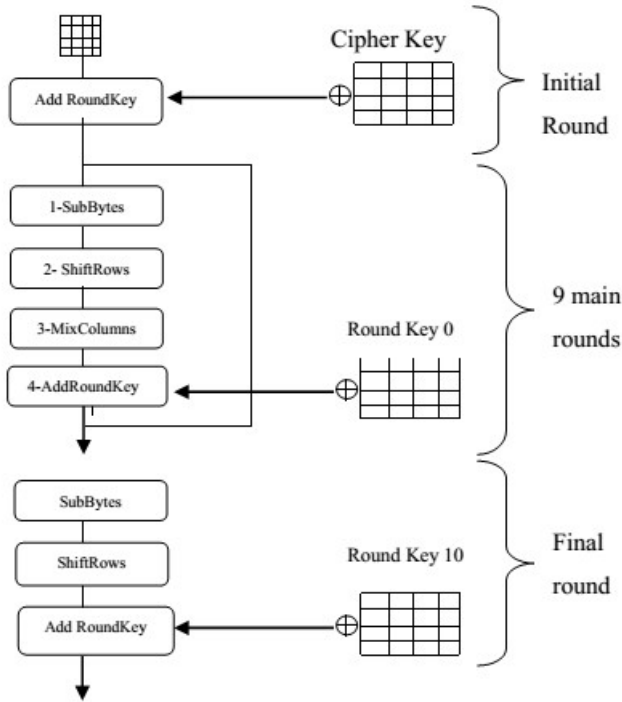 Cipher Key
Add RoundKey
Initial
Round
1-SubBytes
2- ShiftRows
3-MixColumns
4-AddRoundKey
Round Key 0
9 main
rounds
SubBytes
ShiftRows
Add RoundKey
Round Key 10
Final
round